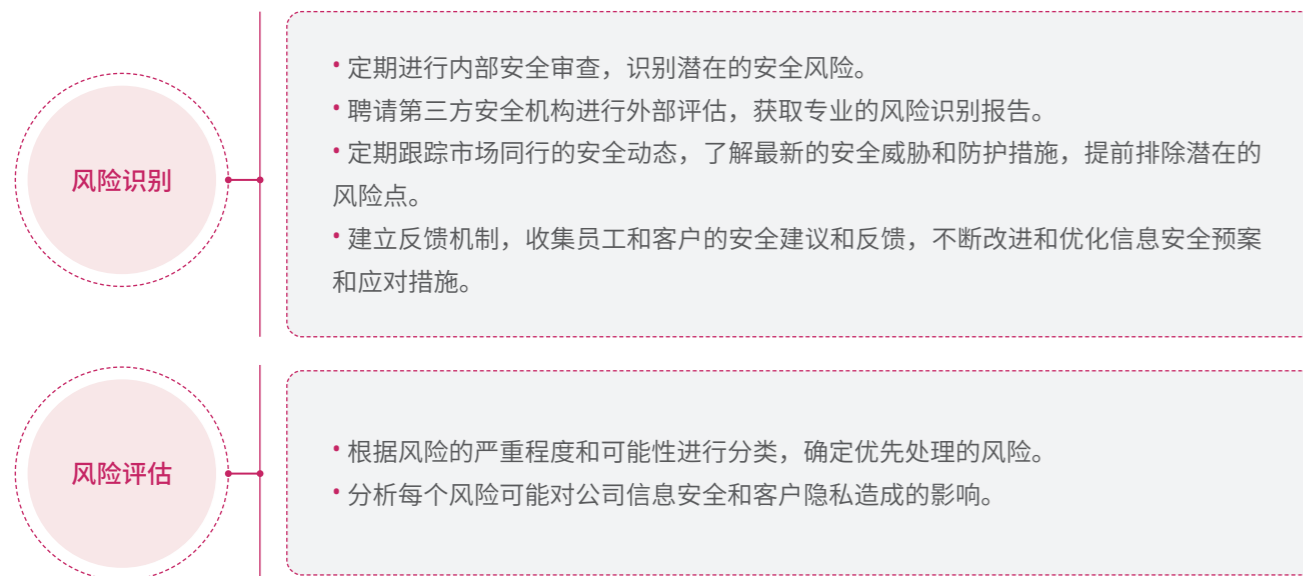 风险识别
• 定期进行内部安全审查，识别潜在的安全风险。
• 聘请第三方安全机构进行外部评估，获取专业的风险识别报告。
• 定期跟踪市场同行的安全动态，了解最新的安全威胁和防护措施，提前排除潜在的
风险点。
• 建立反馈机制，收集员工和客户的安全建议和反馈，不断改进和优化信息安全预案
和应对措施。
风险评估
• 根据风险的严重程度和可能性进行分类，确定优先处理的风险。
• 分析每个风险可能对公司信息安全和客户隐私造成的影响。